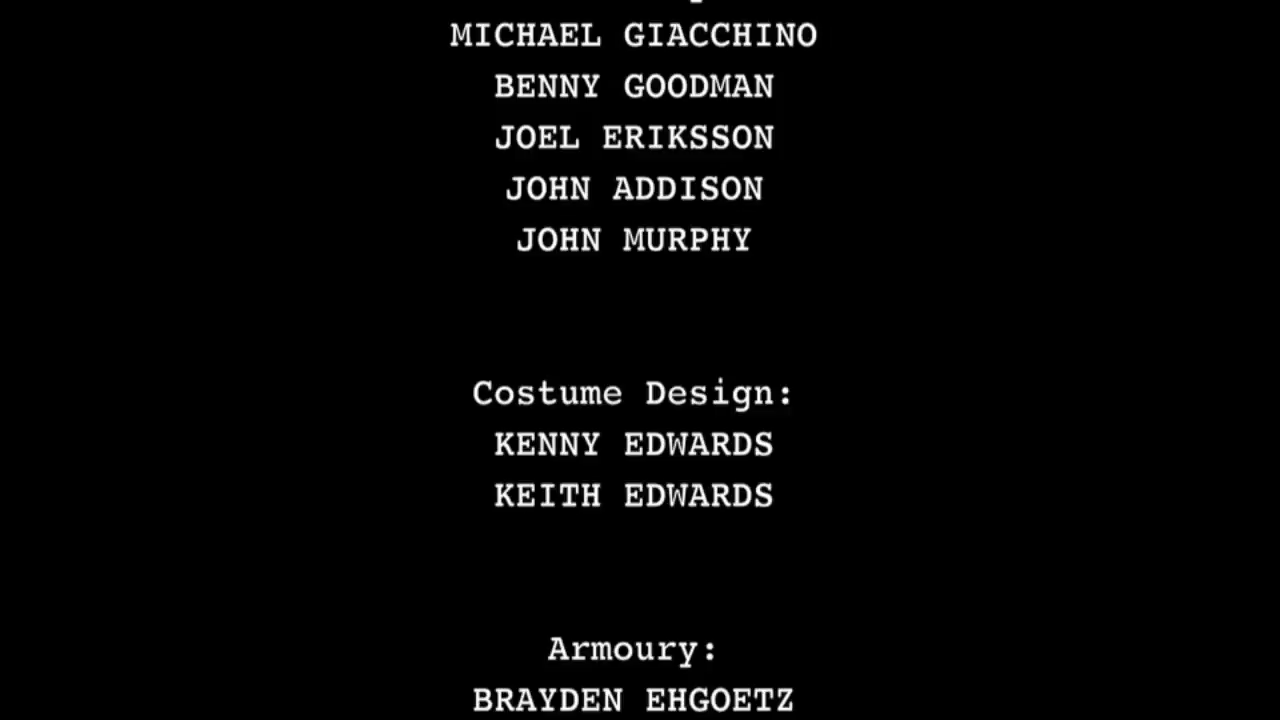 MICHAEL GIACCHINO
BENNY GOODMAN
JOEL ERIKSSON
JOHN ADDISON
JOHN MURPHY
Costume Design:
KENNY EDWARDS
KEITH EDWARDS
Armoury:
BRAYDEN EHGOETZ